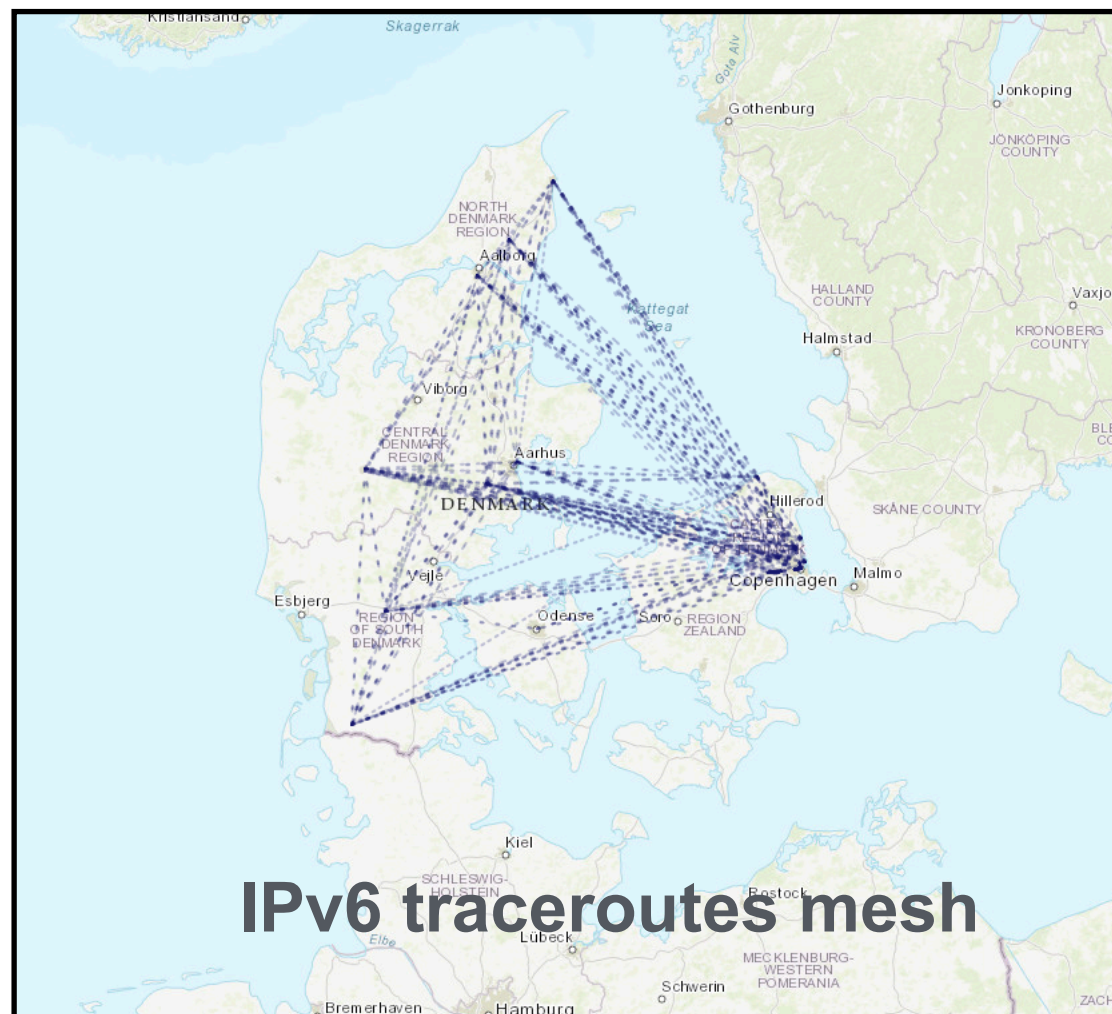 Kristiansand
Skagerrak
Gota Alv
Jonkoping
Gothenburg
JÖNKÖPING
COUNTY
NORTH
DENMARK
REGION
Aalborg
HALLAND
COUNTY
Vaxjo
Kattegat
Sea
KRONOBERG
COUNTY
Halmstad
Viborg
CENTRAL
DENMARK
REGION
Aarhus
DENMARK
Hillerod
SKÅNE COUNTY
Vejle
Copenhagen
Malmo
Esbjerg
REGION
OF SOUTH
DENMARK
Odense
Soro
REGION
ZEALAND
Kiel
SCHLESWIG-
HOLSTEIN
Rostock
IPv6 traceroutes mesh
Elbe
Lübeck
MECKLENBURG-
WESTERN
POMERANIA
Schwerin
Bremerhaven
Hamburg